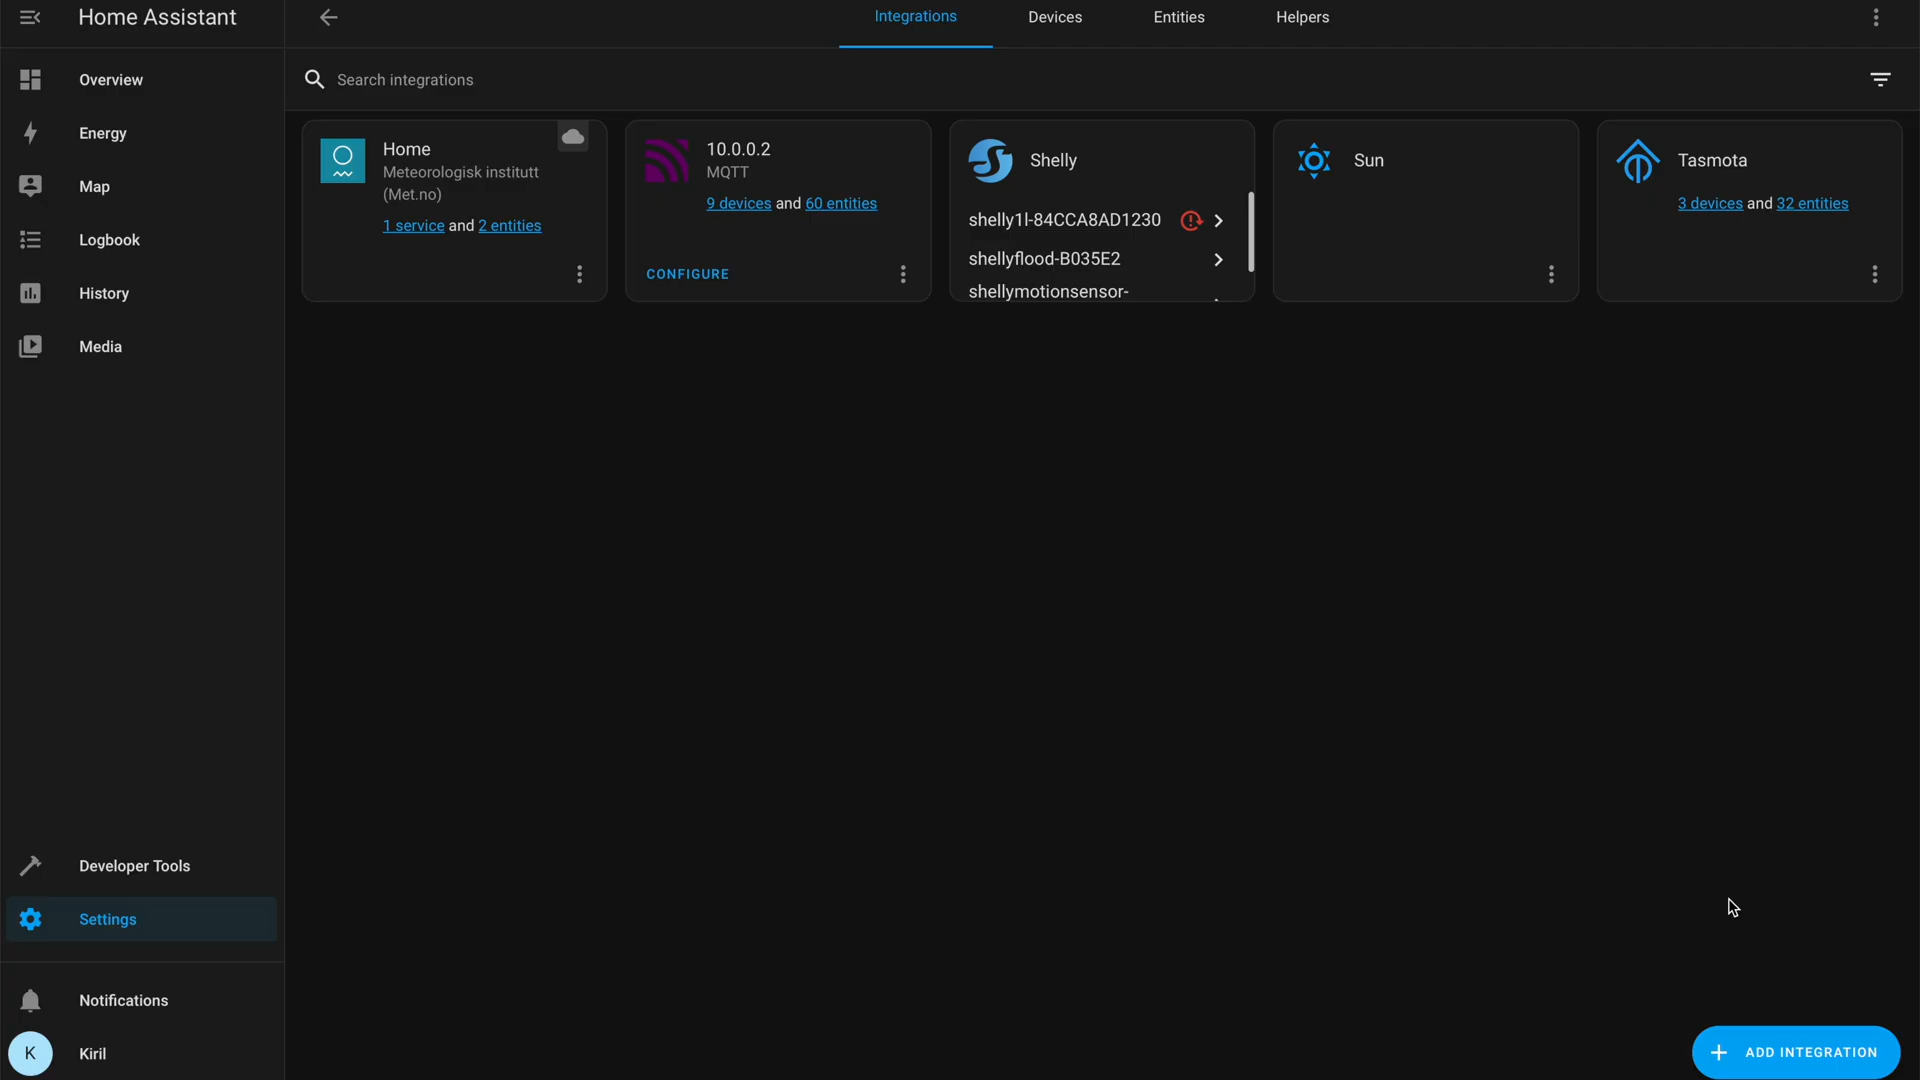 Home Assistant
Integrations
Devices
Entities
Helpers
Overview
Energy
Map
Logbook
History
Media
Developer Tools
Settings
Notifications
K
Kiril
Search integrations
Home
Meteorologisk institutt
(Met.no)
1 service and 2 entities
10.0.0.2
MQTT
9 devices and 60 entities
CONFIGURE
Shelly
shelly1l-84CCA8AD1230
shellyflood-B035E2
shellymotionsensor-
Sun
Tasmota
3 devices and 32 entities
ADD INTEGRATION